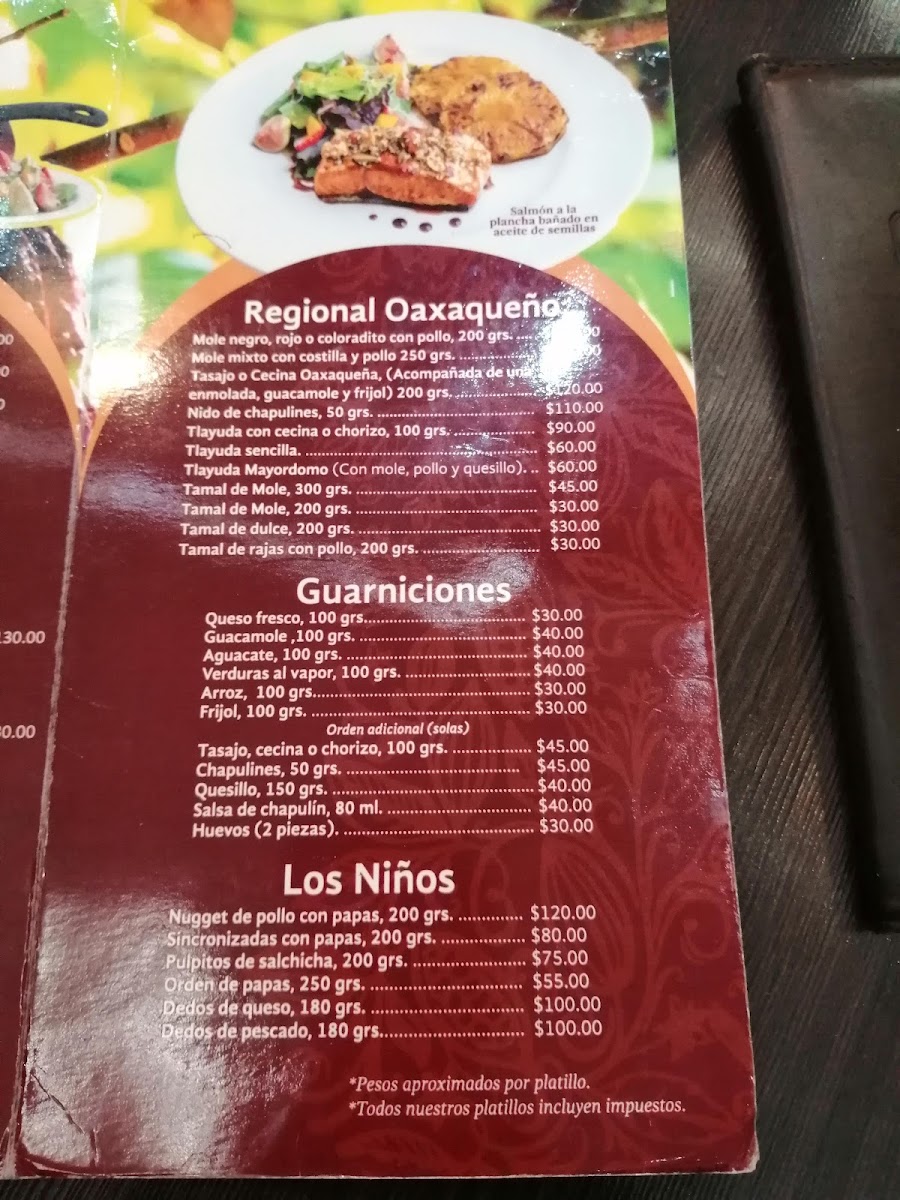 Salmón a la
plancha bañado en
aceite de semillas
Regional Oaxaqueño
Mole negro, rojo o coloradito con pollo, 200 grs. ....
Mole mixto con costilla y pollo 250 grs. ..................
Tasajo o Cecina Oaxaqueña, (Acompañada de una
enmolada, guacamole y frijol) 200 grs. .................. $120.00
Nido de chapulines, 50 grs. ..................................... $110.00
Tlayuda con cecina o chorizo, 100 grs. ................... $90.00
Tlayuda sencilla. ....................................................... $60.00
Tlayuda Mayordomo (Con mole, pollo y quesillo). .. $60.00
Tamal de Mole, 300 grs. .......................................... $45.00
Tamal de Mole, 200 grs. .......................................... $30.00
Tamal de dulce, 200 grs. .......................................... $30.00
Tamal de rajas con pollo, 200 grs. ........................... $30.00
Guarniciones
Queso fresco, 100 grs..................................... $30.00
Guacamole ,100 grs. ....................................... $40.00
Aguacate, 100 grs. .......................................... $40.00
Verduras al vapor, 100 grs. ............................. $40.00
Arroz, 100 grs.................................................. $30.00
Frijol, 100 grs. .................................................. $30.00
Orden adicional (solas)
Tasajo, cecina o chorizo, 100 grs. .................. $45.00
Chapulines, 50 grs. ........................................ $45.00
Quesillo, 150 grs. .............................................. $40.00
Salsa de chapulín, 80 ml. .................................. $40.00
Huevos (2 piezas). ............................................ $30.00
Los Niños
Nugget de pollo con papas, 200 grs. ............. $120.00
Sincronizadas con papas, 200 grs. ................. $80.00
Pulpitos de salchicha, 200 grs. ....................... $75.00
Orden de papas, 250 grs. ................................ $55.00
Dedos de queso, 180 grs. ................................ $100.00
Dedos de pescado, 180 grs............................. $100.00
*Pesos aproximados por platillo.
*Todos nuestros platillos incluyen impuestos.